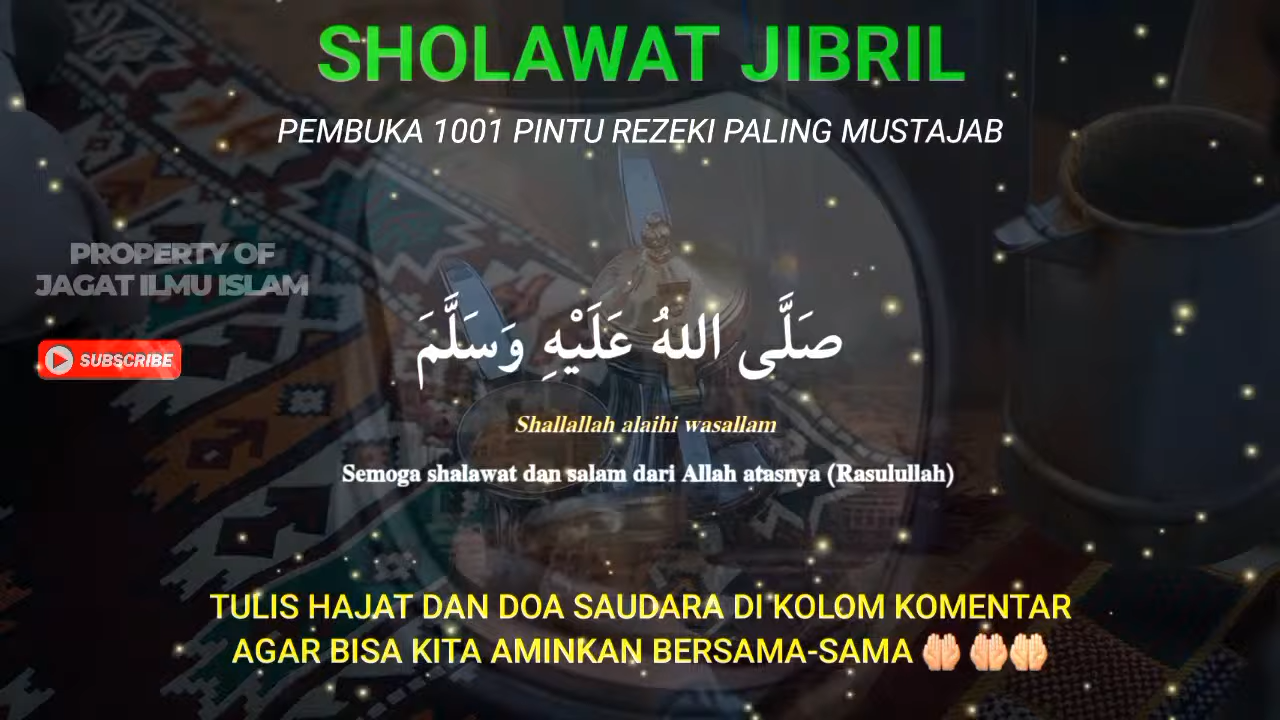 SHOLAWAT JIBRIL
PEMBUKA 1001 PINTU REZEKI PALING MUSTAJAB
PROPERTY OF
JAGAT ILMU ISLAM
صَلَّى اللهُ عَلَيْهِ وَسَلَّمَ
SUBSCRIBE
Shallallah alaihi wasallam
Semoga shalawat dan salam dari Allah atasnya (Rasulullah)
TULIS HAJAT DAN DOA SAUDARA DI KOLOM KOMENTAR
AGAR BISA KITA AMINKAN BERSAMA-SAMA 🤲🏻 🤲🏻🤲🏻